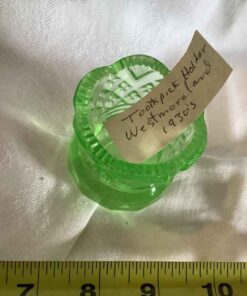 Toothpick Holder
Westmoreland
1930's
7 8 9 10